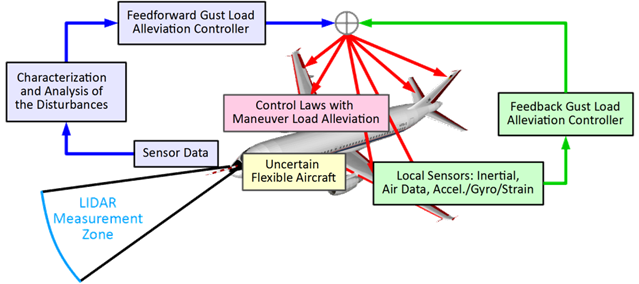 Feedforward Gust Load
Alleviation Controller
Characterization
and Analysis of
the Disturbances
Control Laws with
Maneuver Load Alleviation
Feedback Gust Load
Alleviation Controller
Sensor Data
Uncertain
Flexible Aircraft
Local Sensors: Inertial,
Air Data, Accel./Gyro/Strain
LIDAR
Measurement
Zone